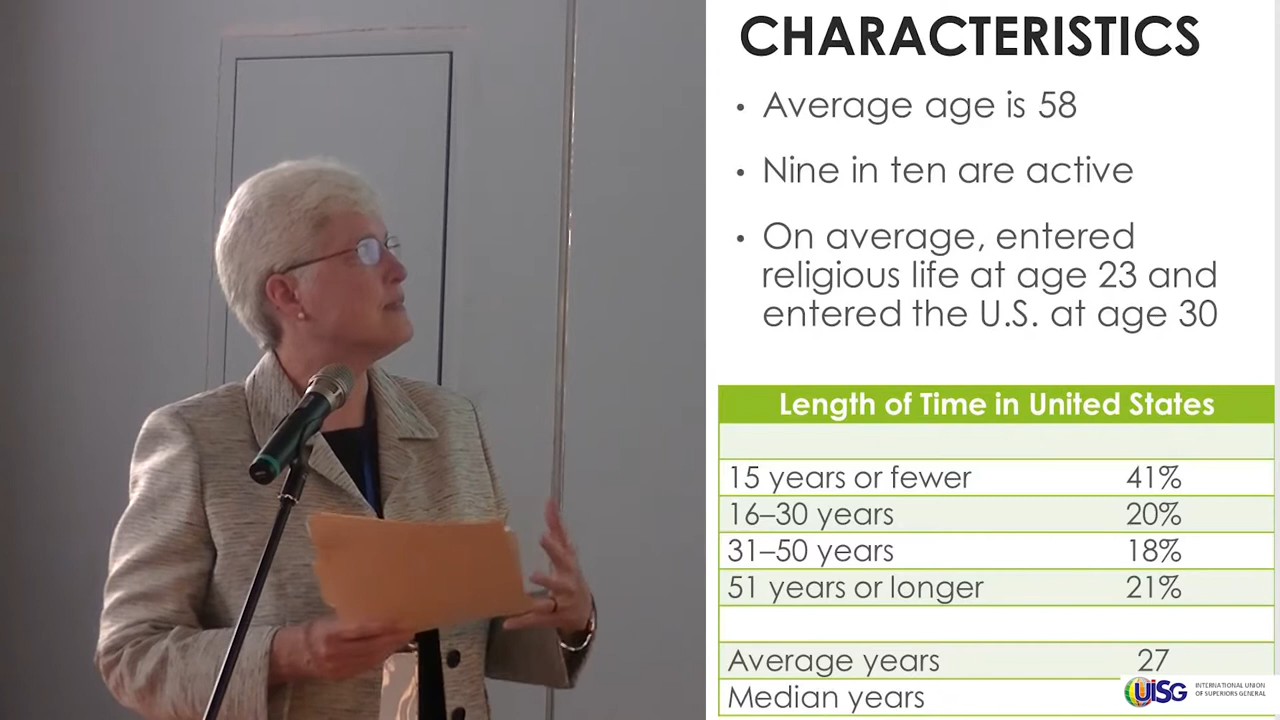 CHARACTERISTICS
• Average age is 58
• Nine in ten are active
• On average, entered
religious life at age 23 and
entered the U.S. at age 30
Length of Time in United States
15 years or fewer 41%
16–30 years 20%
31–50 years 18%
51 years or longer 21%
Average years 27
Median years
UISG INTERNATIONAL UNION
OF SUPERIORS GENERAL